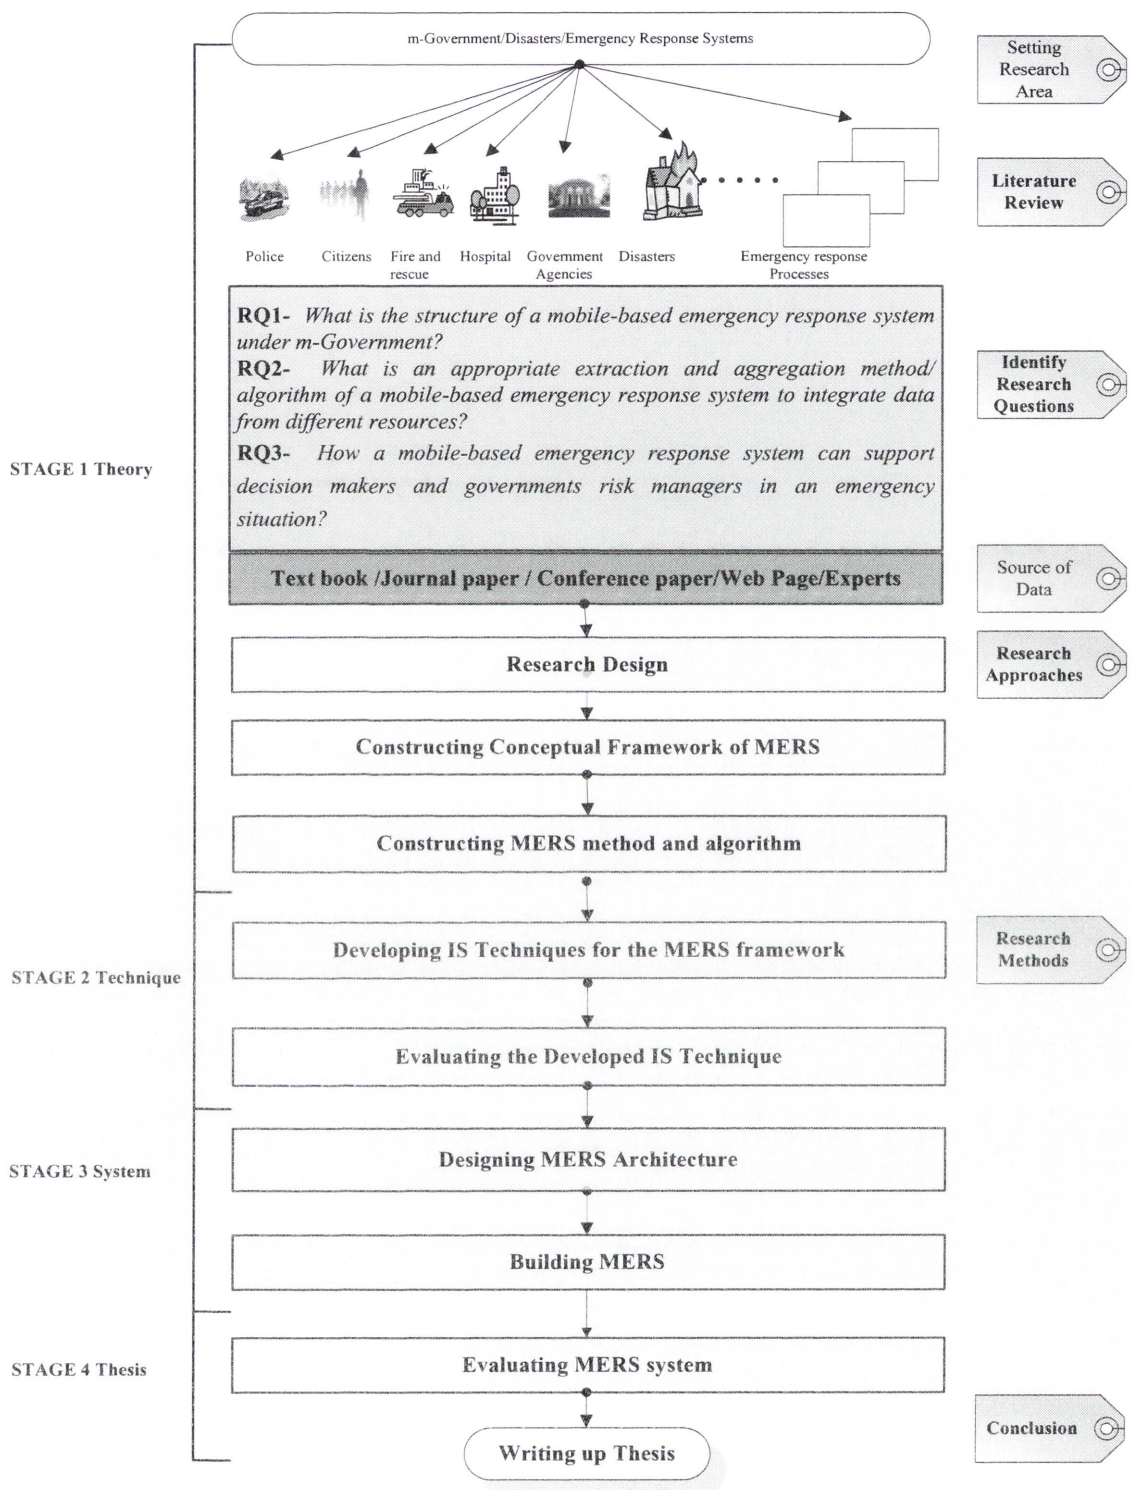 m-Government/Disasters/Emergency Response Systems
Setting
Research
Area
Literature
Review
Police
Citizens
Fire and
rescue
Hospital
Government
Agencies
Disasters
Emergency response
Processes
RQ1- What is the structure of a mobile-based emergency response system
under m-Government?
RQ2- What is an appropriate extraction and aggregation method/
algorithm of a mobile-based emergency response system to integrate data
from different resources?
RQ3- How a mobile-based emergency response system can support
decision makers and governments risk managers in an emergency
situation?
Identify
Research
Questions
STAGE 1 Theory
Text book /Journal paper / Conference paper/Web Page/Experts
Source of
Data
Research Design
Research
Approaches
Constructing Conceptual Framework of MERS
Constructing MERS method and algorithm
Developing IS Techniques for the MERS framework
Research
Methods
STAGE 2 Technique
Evaluating the Developed IS Technique
Designing MERS Architecture
STAGE 3 System
Building MERS
Evaluating MERS system
STAGE 4 Thesis
Writing up Thesis
Conclusion